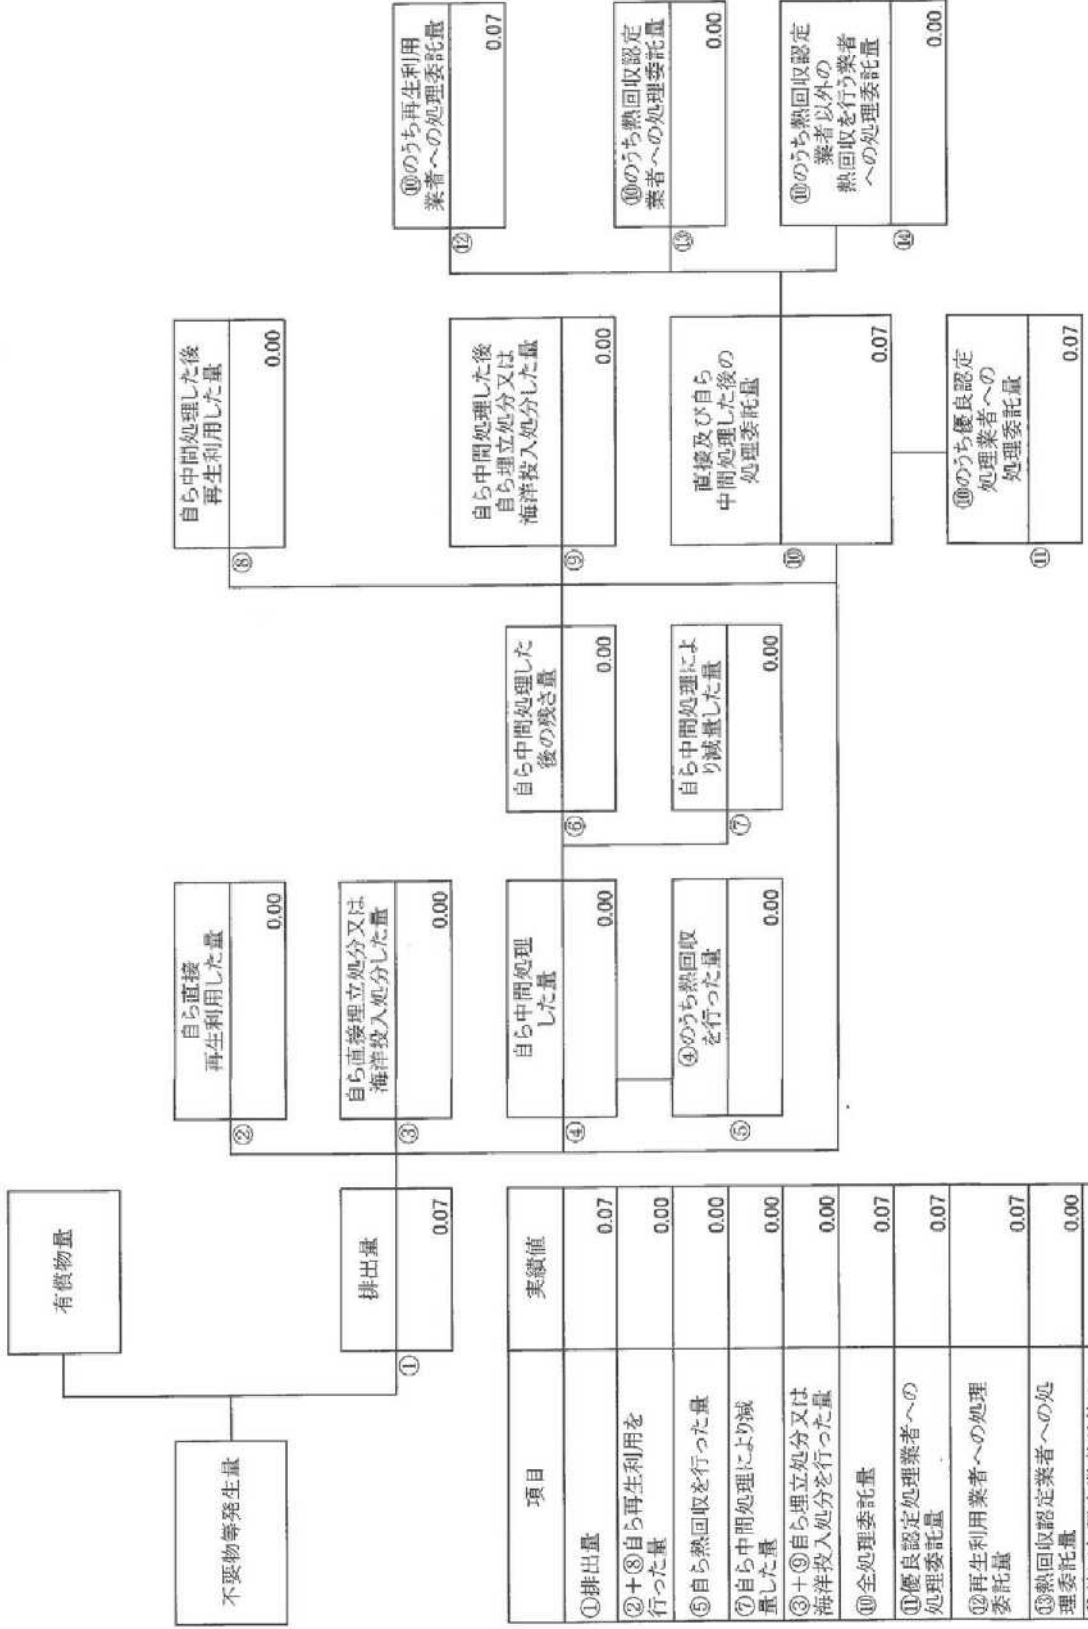 不要物等発生量
有償物量
排出量
①
0.07
自ら直接
再生利用した量
②
0.00
自ら直接埋立処分又は
海洋投入処分した量
③
0.00
自ら中間処理
した量
④
0.00
④のうち熱回収
を行った量
⑤
0.00
自ら中間処理した
後の残さ量
⑥
0.00
自ら中間処理によ
り減量した量
⑦
0.00
自ら中間処理した後
再生利用した量
⑧
0.00
自ら中間処理した後
自ら埋立処分又は
海洋投入処分した量
⑨
0.00
直接及び自ら
中間処理した後の
処理委託量
⑩
0.07
⑩のうち優良認定
処理業者への
処理委託量
⑪
0.07
⑩のうち再生利用
業者への処理委託量
⑫
0.07
⑩のうち熱回収認定
業者への処理委託量
⑬
0.00
⑩のうち熱回収認定
業者以外の
熱回収を行う業者
への処理委託量
⑭
0.00
項目 実績値
①排出量 0.07
②+⑧自ら再生利用を
行った量 0.00
⑤自ら熱回収を行った量 0.00
⑦自ら中間処理により減
量した量 0.00
③+⑨自ら埋立処分又は
海洋投入処分を行った量 0.00
⑩全処理委託量 0.07
⑪優良認定処理業者への
処理委託量 0.07
⑫再生利用業者への処理
委託量 0.07
⑬熱回収認定業者への処
理委託量 0.00